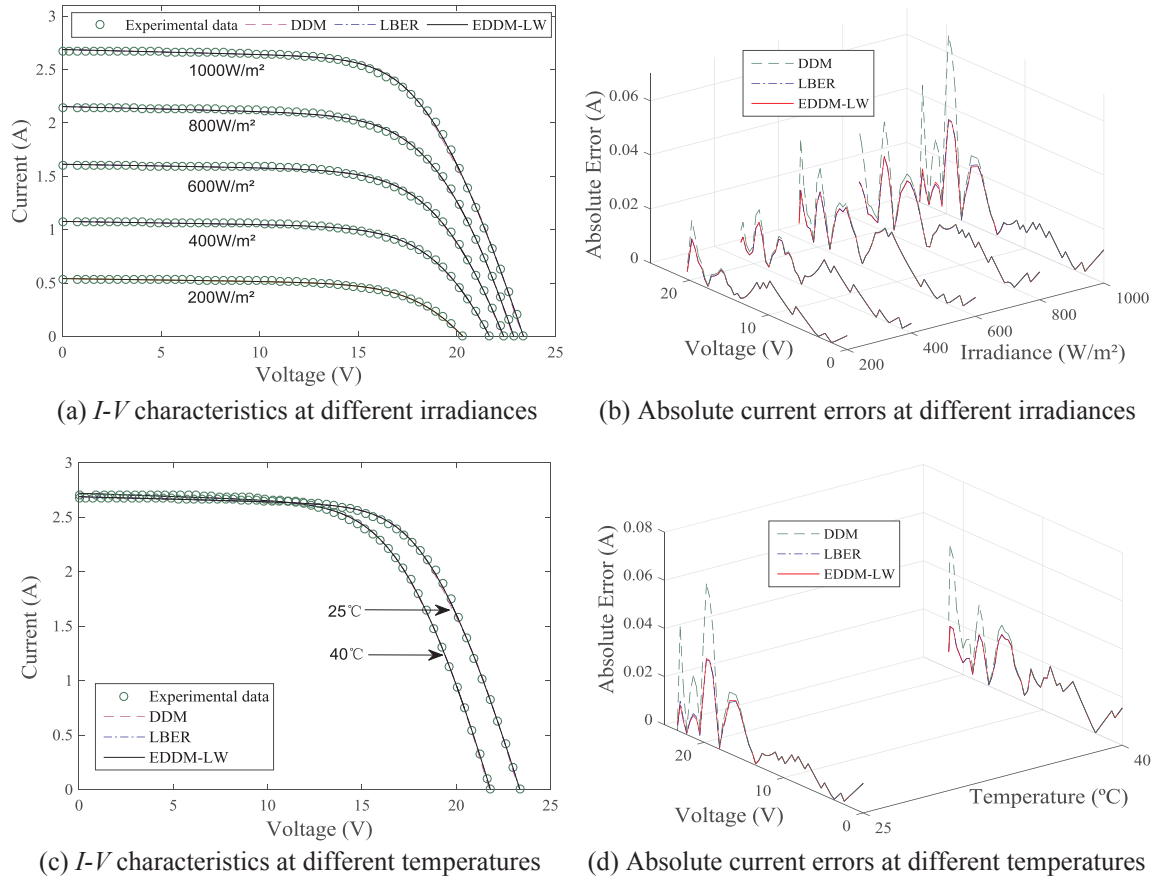 Experimental data DDM LBER EDDM-LW
3
2.5
2
1.5
1
0.5
0
Current (A)
1000W/m²
800W/m²
600W/m²
400W/m²
200W/m²
0 5 10 15 20 25
Voltage (V)
(a) I-V characteristics at different irradiances
DDM
LBER
EDDM-LW
0.06
0.04
0.02
0
Absolute Error (A)
20
10
0
Voltage (V)
200
400
600
800
1000
Irradiance (W/m²)
(b) Absolute current errors at different irradiances
3
2.5
2
1.5
1
0.5
0
Current (A)
25℃
40℃
Experimental data
DDM
LBER
EDDM-LW
0 5 10 15 20 25
Voltage (V)
(c) I-V characteristics at different temperatures
0.08
0.06
0.04
0.02
0
Absolute Error (A)
DDM
LBER
EDDM-LW
20
10
0
Voltage (V)
25
40
Temperature (ºC)
(d) Absolute current errors at different temperatures